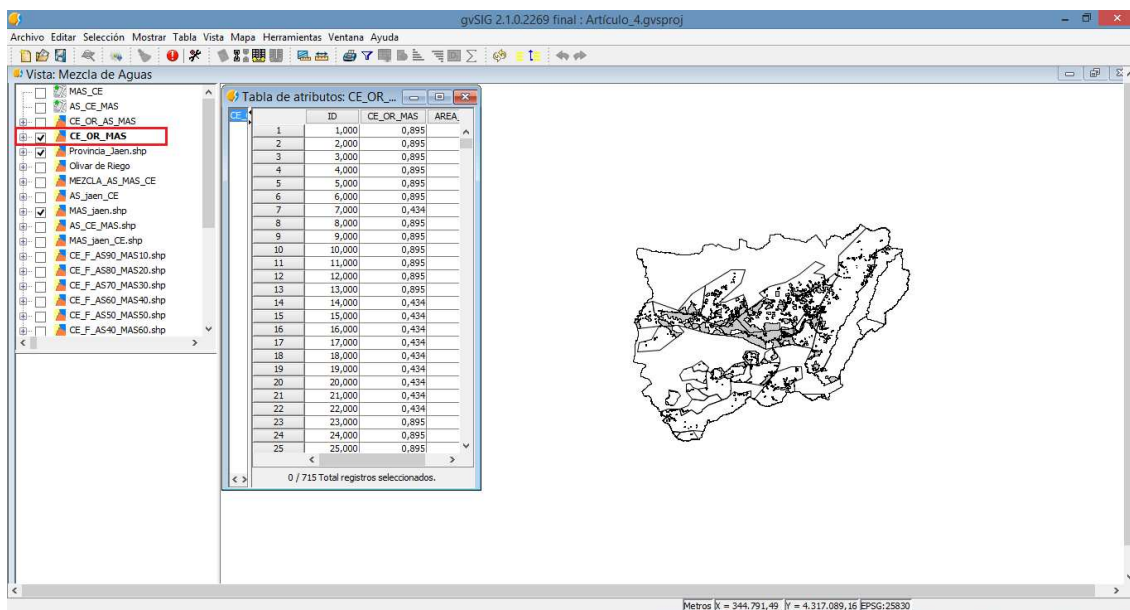 gvSIG 2.1.0.2269 final : Artículo_4.gvsproj
Archivo Editar Selección Mostrar Tabla Vista Mapa Herramientas Ventana Ayuda
Vista: Mezcla de Aguas
MAS_CE
AS_CE_MAS
CE_OR_AS_MAS
CE_OR_MAS
Provincia_Jaen.shp
Olivar de Riego
MEZCLA_AS_MAS_CE
AS_jaen_CE
MAS_jaen.shp
AS_CE_MAS.shp
MAS_jaen_CE.shp
CE_F_AS90_MAS10.shp
CE_F_AS80_MAS20.shp
CE_F_AS70_MAS30.shp
CE_F_AS60_MAS40.shp
CE_F_AS50_MAS50.shp
CE_F_AS40_MAS60.shp
Tabla de atributos: CE_OR_...
CE_
ID CE_OR_MAS AREA_
1 1,000 0,895
2 2,000 0,895
3 3,000 0,895
4 4,000 0,895
5 5,000 0,895
6 6,000 0,895
7 7,000 0,434
8 8,000 0,895
9 9,000 0,895
10 10,000 0,895
11 11,000 0,895
12 12,000 0,895
13 13,000 0,895
14 14,000 0,434
15 15,000 0,434
16 16,000 0,434
17 17,000 0,434
18 18,000 0,434
19 19,000 0,434
20 20,000 0,434
21 21,000 0,434
22 22,000 0,434
23 23,000 0,895
24 24,000 0,895
25 25,000 0,895
0 / 715 Total registros seleccionados.
Metros X = 344.791,49 Y = 4.317.089,16 EPSG:25830